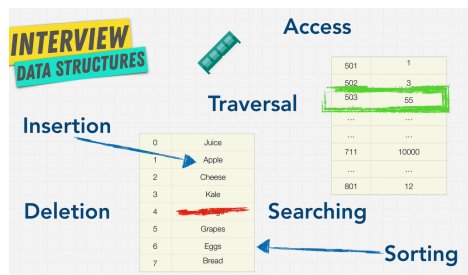 INTERVIEW
DATA STRUCTURES
Access
Traversal
Insertion
Deletion
Searching
Sorting
501 1
502 3
503 55
... ...
... ...
711 10000
... ...
801 12
0 Juice
1 Apple
2 Cheese
3 Kale
4
5 Grapes
6 Eggs
7 Bread